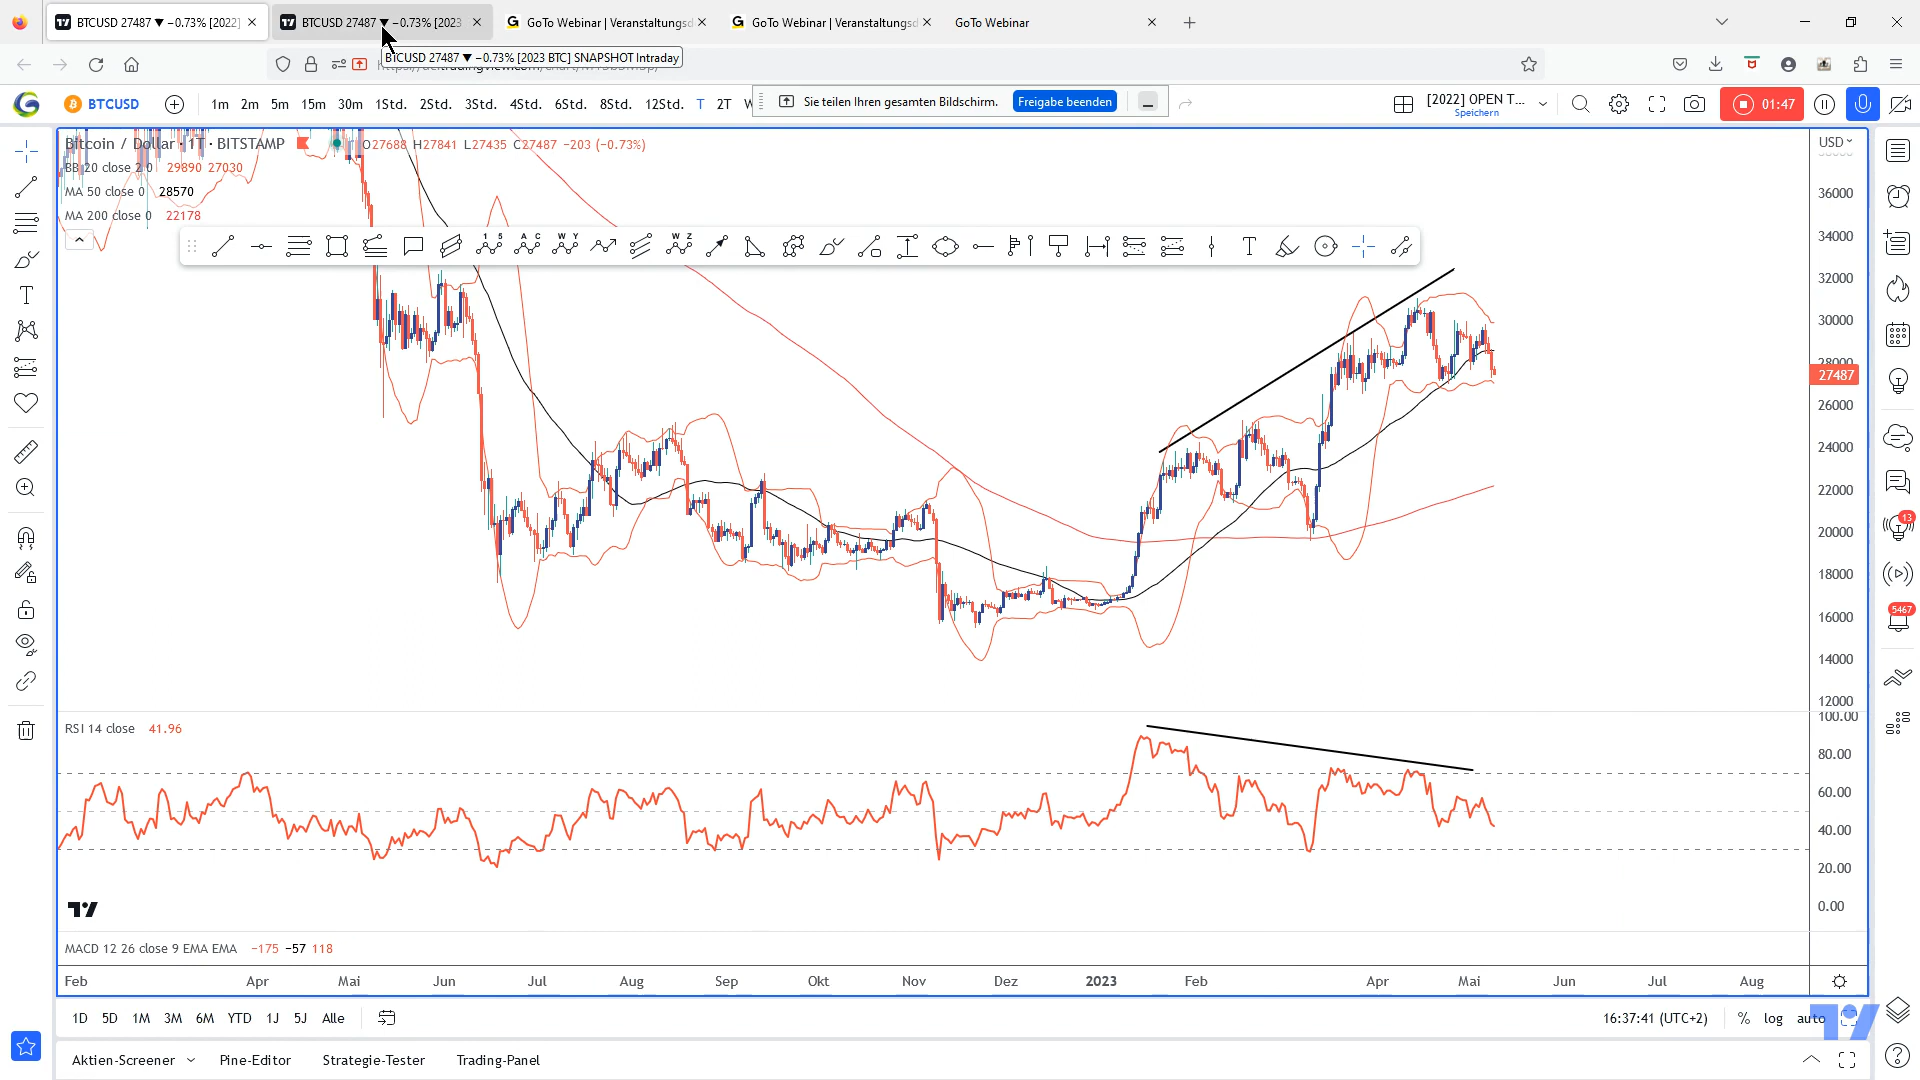 BTCUSD 27487 ▼ −0.73% [2022]
BTCUSD 27487 ▼ −0.73% [2023
GoTo Webinar | Veranstaltungsd
GoTo Webinar | Veranstaltungsd
GoTo Webinar
BTCUSD 27487 ▼ −0.73% [2023 BTC] SNAPSHOT Intraday
BTCUSD
1m 2m 5m 15m 30m 1Std. 2Std. 3Std. 4Std. 6Std. 8Std. 12Std. T 2T
Sie teilen Ihren gesamten Bildschirm.
Freigabe beenden
[2022] OPEN T...
Speichern
01:47
Bitcoin / Dollar · 1T · BITSTAMP
O27688 H27841 L27435 C27487 −203 (−0.73%)
BB 20 close 2 0 29890 27030
MA 50 close 0 28570
MA 200 close 0 22178
1 5
A C
W Y
W Z
USD
36000
34000
32000
30000
28000
27487
26000
24000
22000
20000
18000
16000
14000
12000
13
5467
RSI 14 close 41.96
100.00
80.00
60.00
40.00
20.00
0.00
MACD 12 26 close 9 EMA EMA −175 −57 118
Feb Apr Mai Jun Jul Aug Sep Okt Nov Dez 2023 Feb Apr Mai Jun Jul Aug
1D 5D 1M 3M 6M YTD 1J 5J Alle
16:37:41 (UTC+2) % log auto
Aktien-Screener Pine-Editor Strategie-Tester Trading-Panel